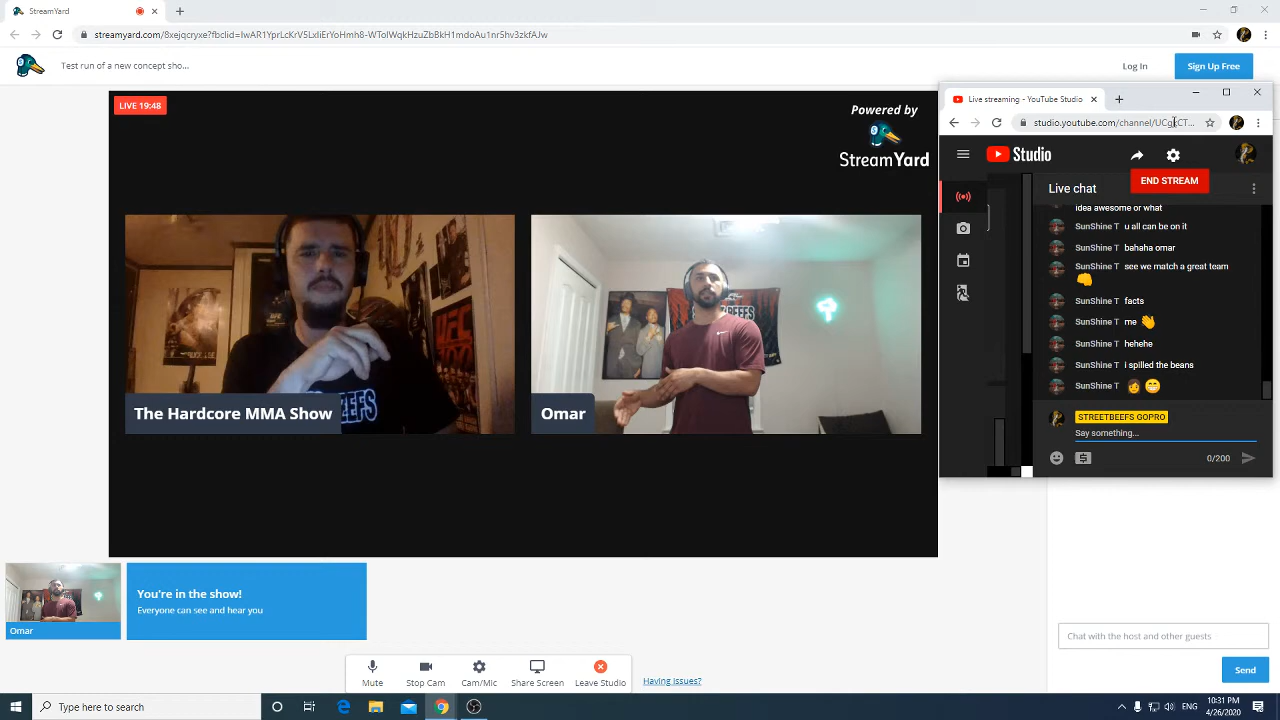 StreamYard
streamyard.com/8xejqcryxe?fbclid=IwAR1YprLcKrV5LxliErYoHmh8-WTolWqkHzuZbBkH1mdoAu1nr5hv3zkfAJw
Test run of a new concept sho...
Log In
Sign Up Free
LIVE 19:48
Powered by
StreamYard
The Hardcore MMA Show
Omar
Live streaming - YouTube Studio
studio.youtube.com/channel/UCgKCT...
Studio
END STREAM
Live chat
idea awesome or what
SunShine T u all can be on it
SunShine T bahaha omar
SunShine T see we match a great team
SunShine T facts
SunShine T me
SunShine T hehehe
SunShine T I spilled the beans
SunShine T
STREETBEEFS GOPRO
Say something...
0/200
Omar
You're in the show!
Everyone can see and hear you
Mute
Stop Cam
Cam/Mic
Share Screen
Leave Studio
Having issues?
Chat with the host and other guests
Send
Type here to search
10:31 PM
4/26/2020